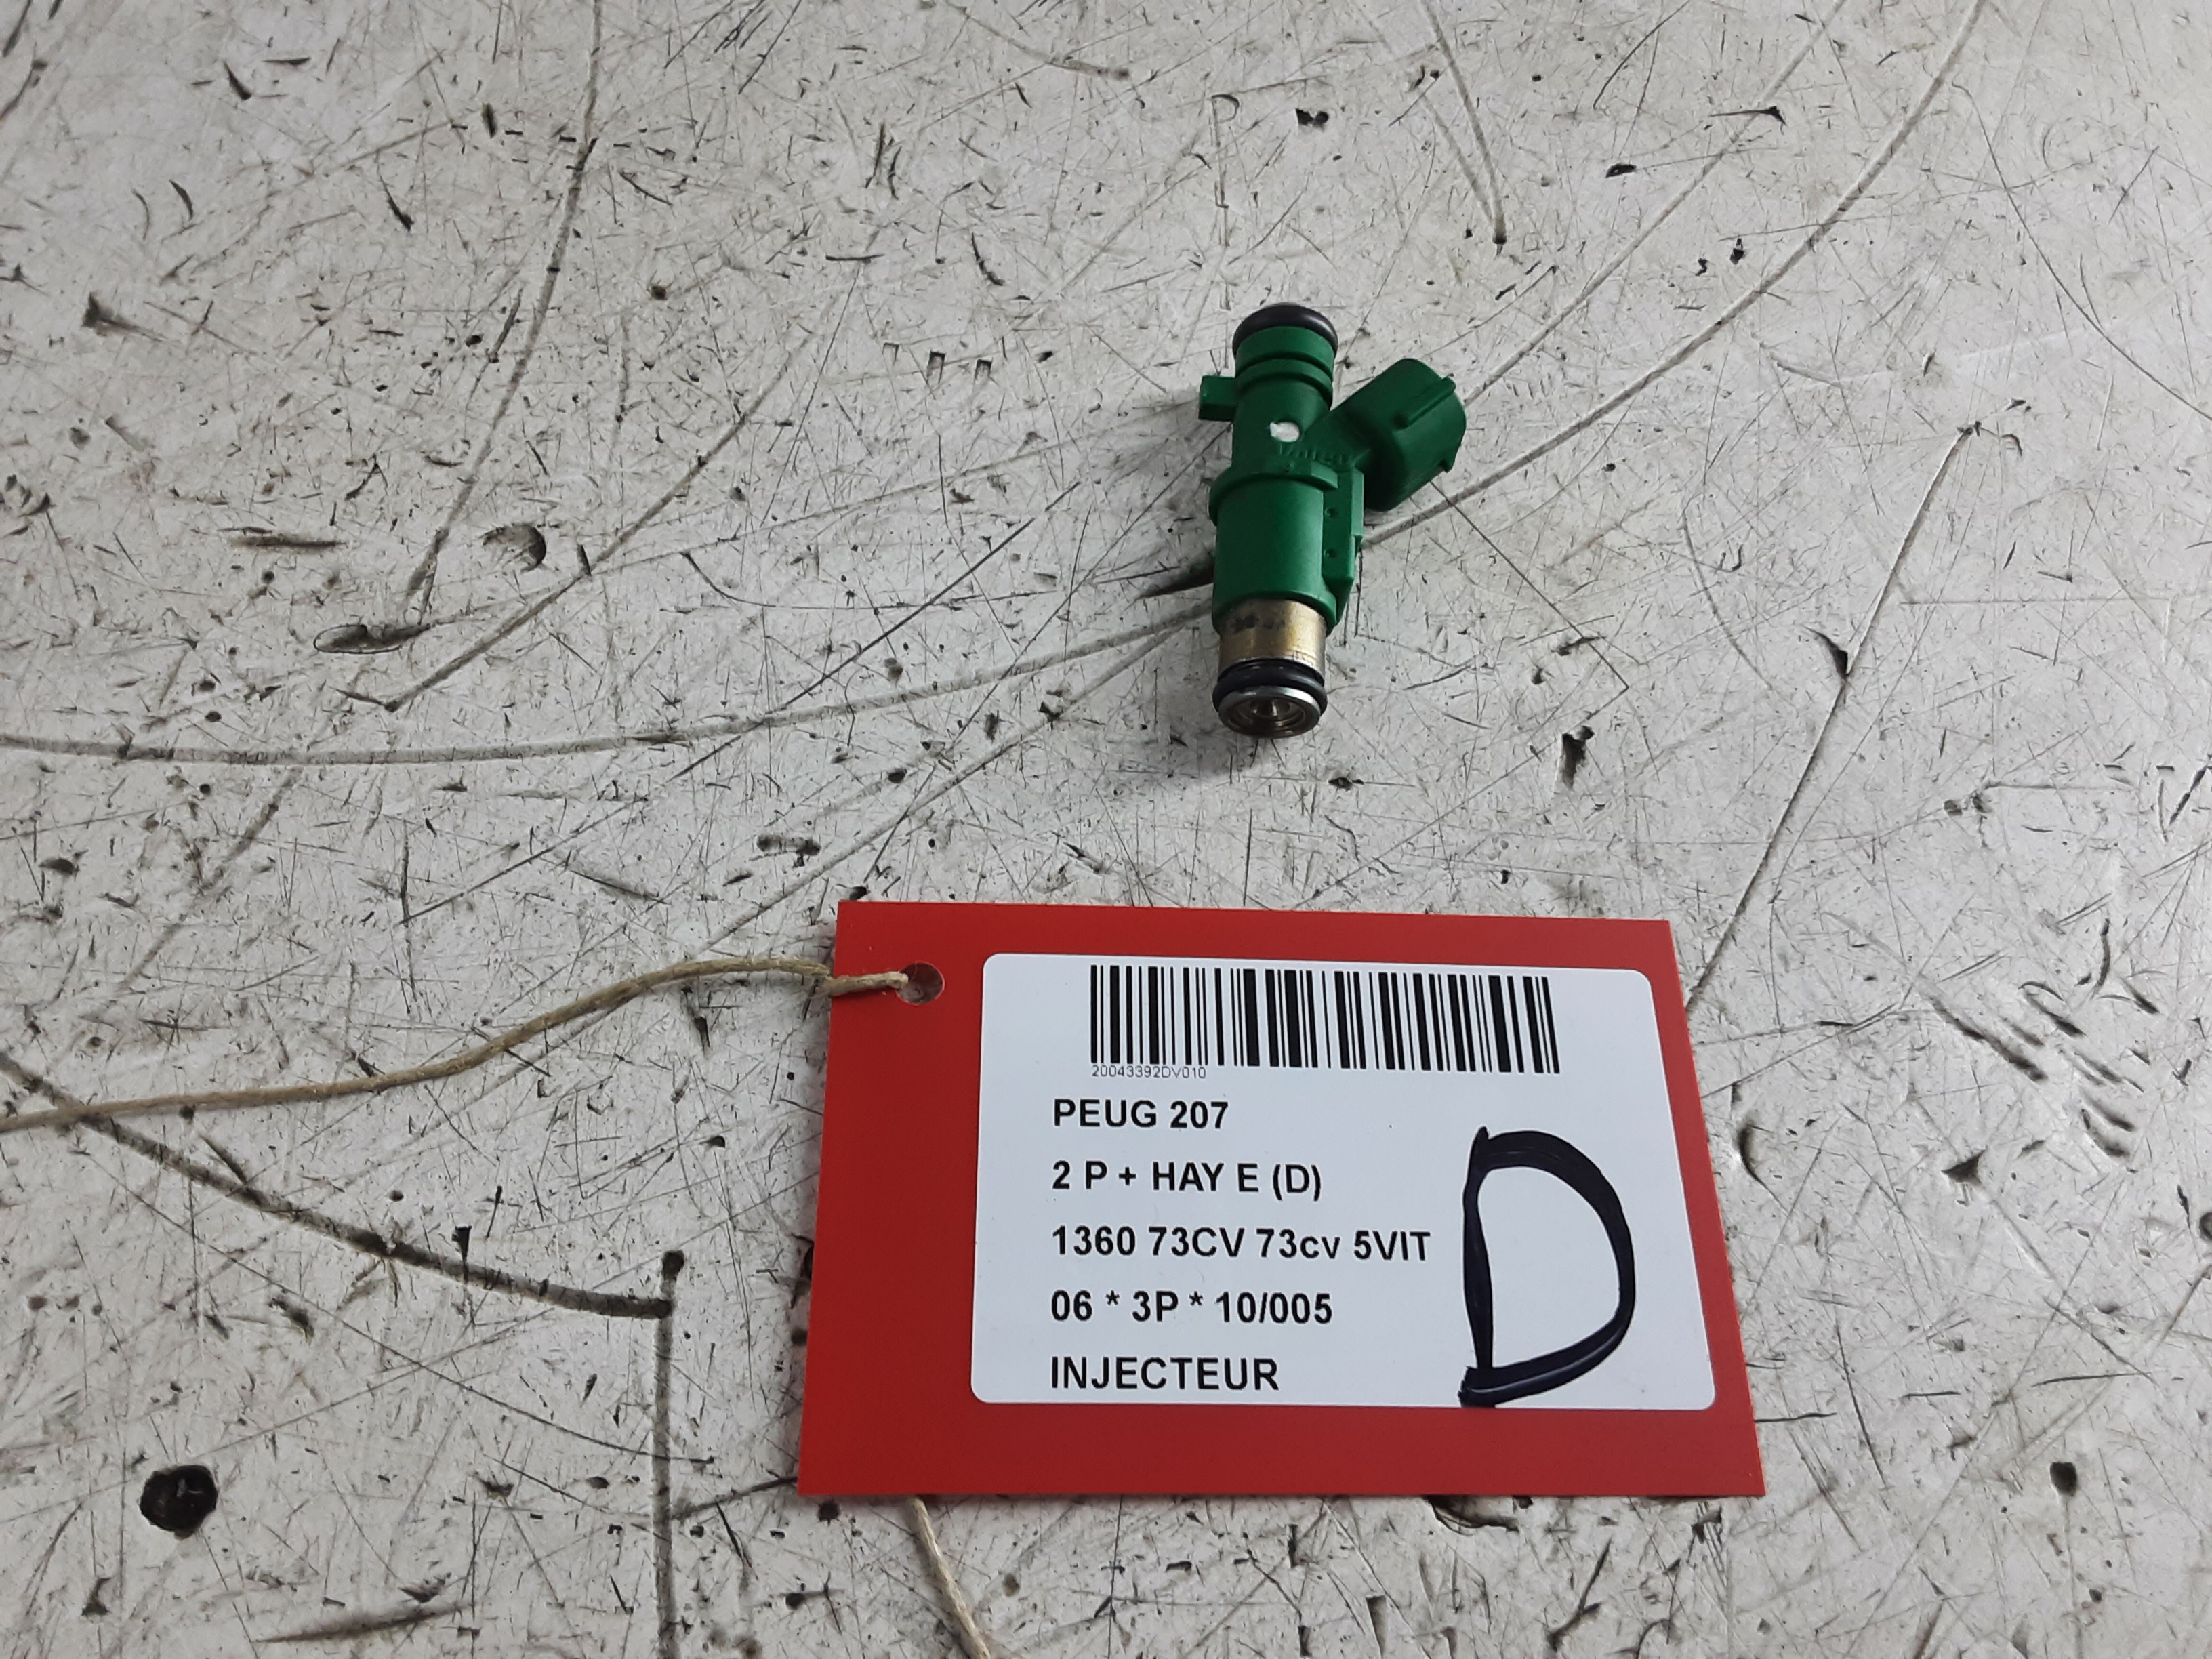 20043392DV010
PEUG 207
2 P + HAY E (D)
1360 73CV 73cv 5VIT
06 * 3P * 10/005
INJECTEUR
D